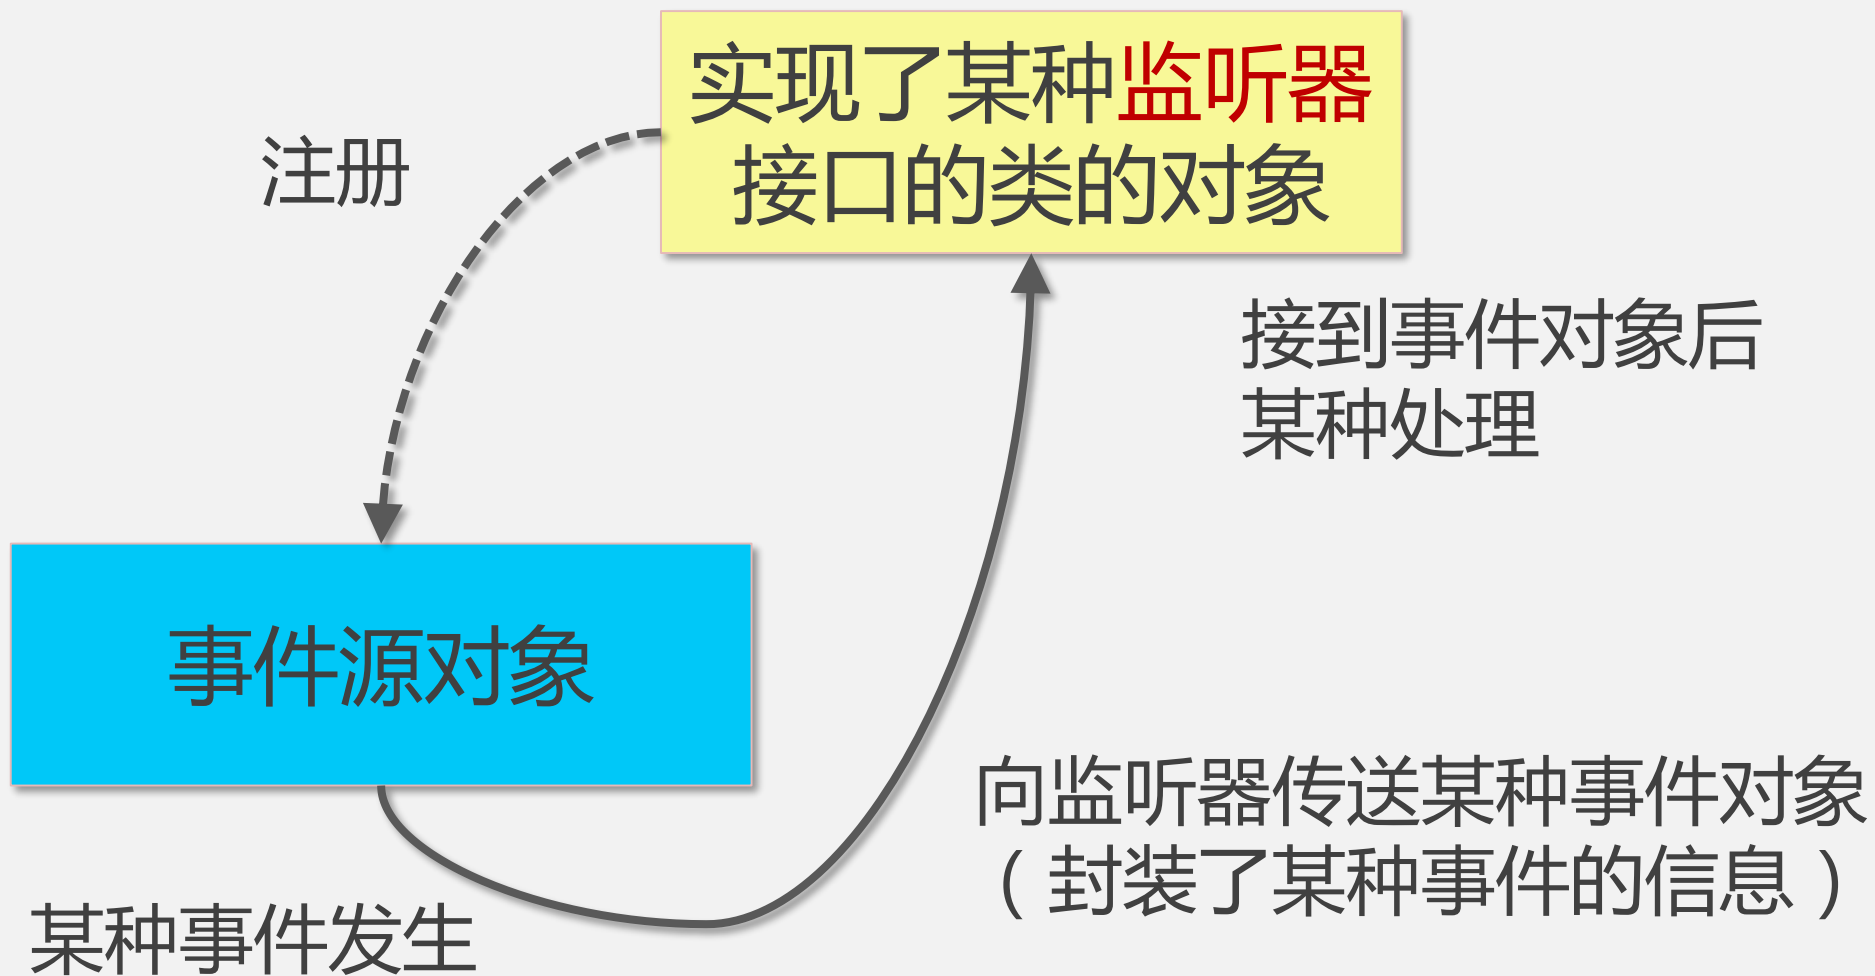 实现了某种监听器
接口的类的对象
注册
接到事件对象后
某种处理
事件源对象
向监听器传送某种事件对象
（封装了某种事件的信息）
某种事件发生